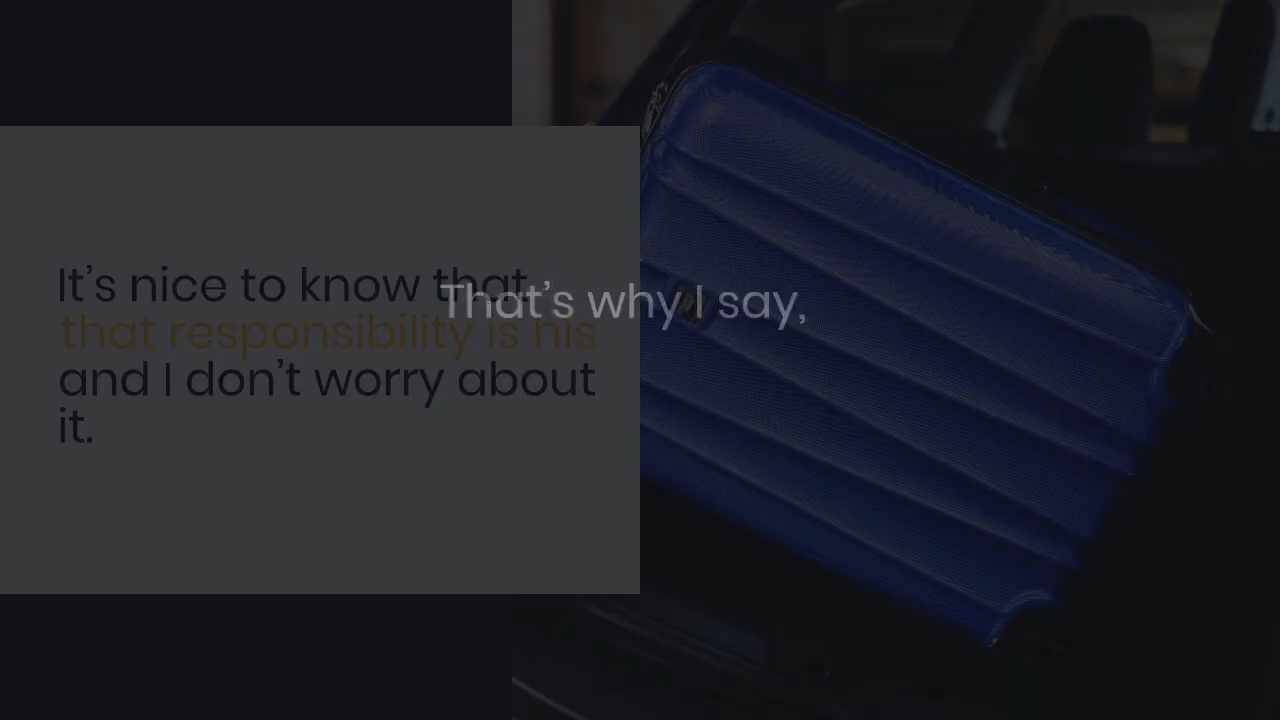 It’s nice to know that
that responsibility is his
and I don’t worry about
it.
That’s why I say,